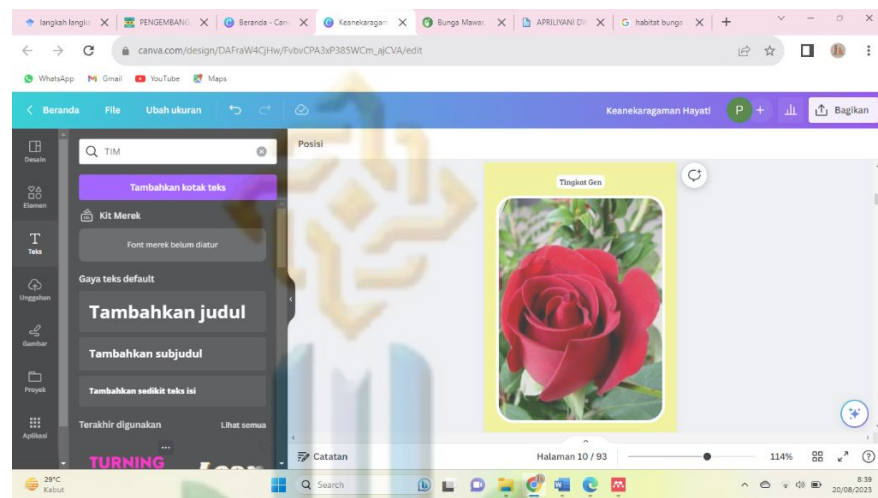 langkah langka
PENGEMBANG
Beranda - Can
Keanekaragam
Bunga Mawar,
APRILIYANI DI
habitat bunga
canva.com/design/DAFraW4CjHw/FvbvCPA3xP385WCm_ajCVA/edit
WhatsApp Gmail YouTube Maps
Beranda File Ubah ukuran Keanekaragaman Hayati P + Bagikan
Desain
Elemen
Teks
Unggahan
Gambar
Proyek
Aplikasi
TIM
Tambahkan kotak teks
Kit Merek
Font merek belum diatur
Gaya teks default
Tambahkan judul
Tambahkan subjudul
Tambahkan sedikit teks isi
Terakhir digunakan Lihat semua
TURNING
Posisi
Tingkat Gen
Catatan Halaman 10 / 93 114%
29°C
Kabut
Search
8:39
20/08/2023